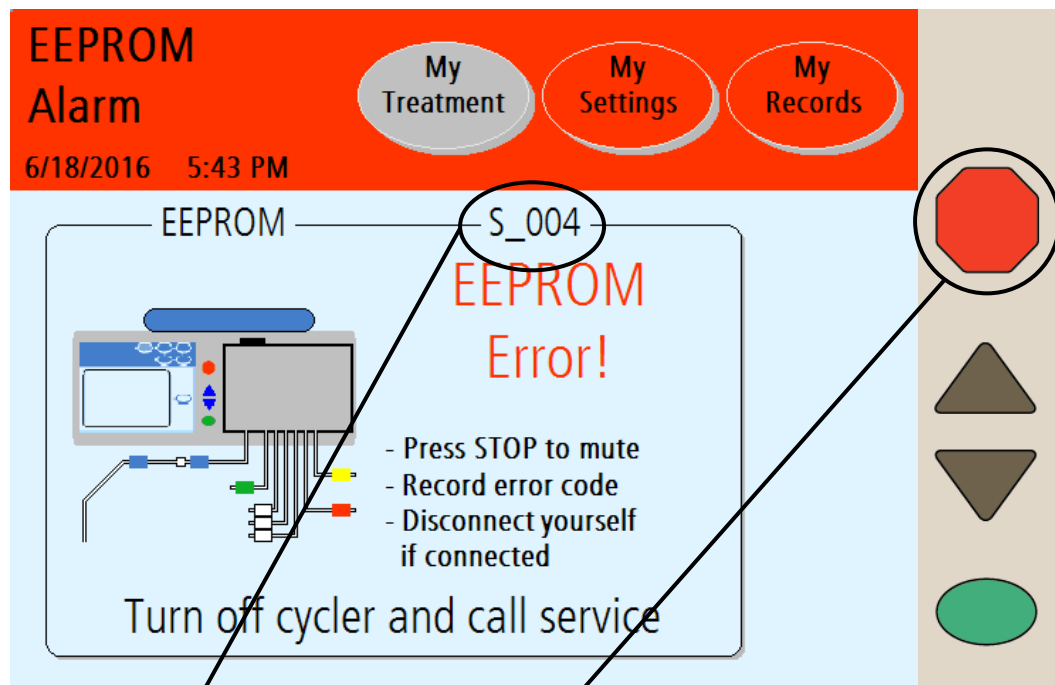 EEPROM
Alarm
6/18/2016 5:43 PM
My
Treatment
My
Settings
My
Records
EEPROM
S_004
EEPROM
Error!
- Press STOP to mute
- Record error code
- Disconnect yourself
if connected
Turn off cycler and call service